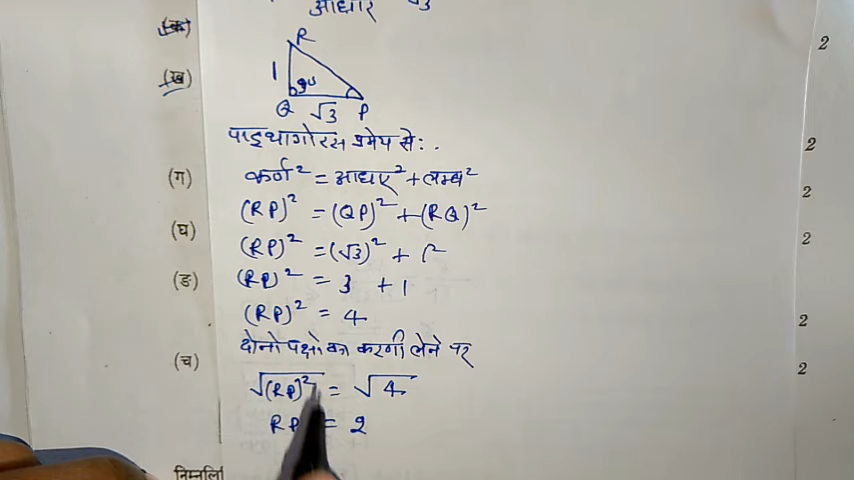 आधार √3
(क)
R
(ख)
1
90
Q √3 P
पाइथागोरस प्रमेय से:.
(ग)
कर्ण² = आधार² + लम्ब²
2
(RP)² = (QP)² + (RQ)²
2
(घ)
(RP)² = (√3)² + 1²
2
(ङ)
(RP)² = 3 + 1
(RP)² = 4
2
दोनो पक्षो का करणी लेने पर
(च)
2
√(RP)² = √4
RP = 2
2